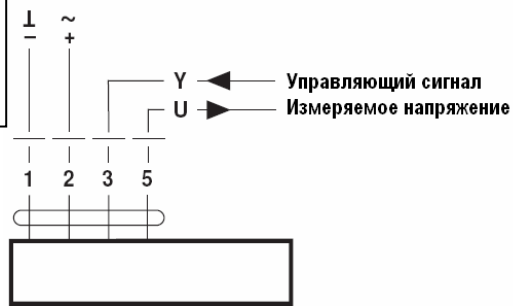 ⊥ ~
– +
Y Управляющий сигнал
U Измеряемое напряжение
1 2 3 5